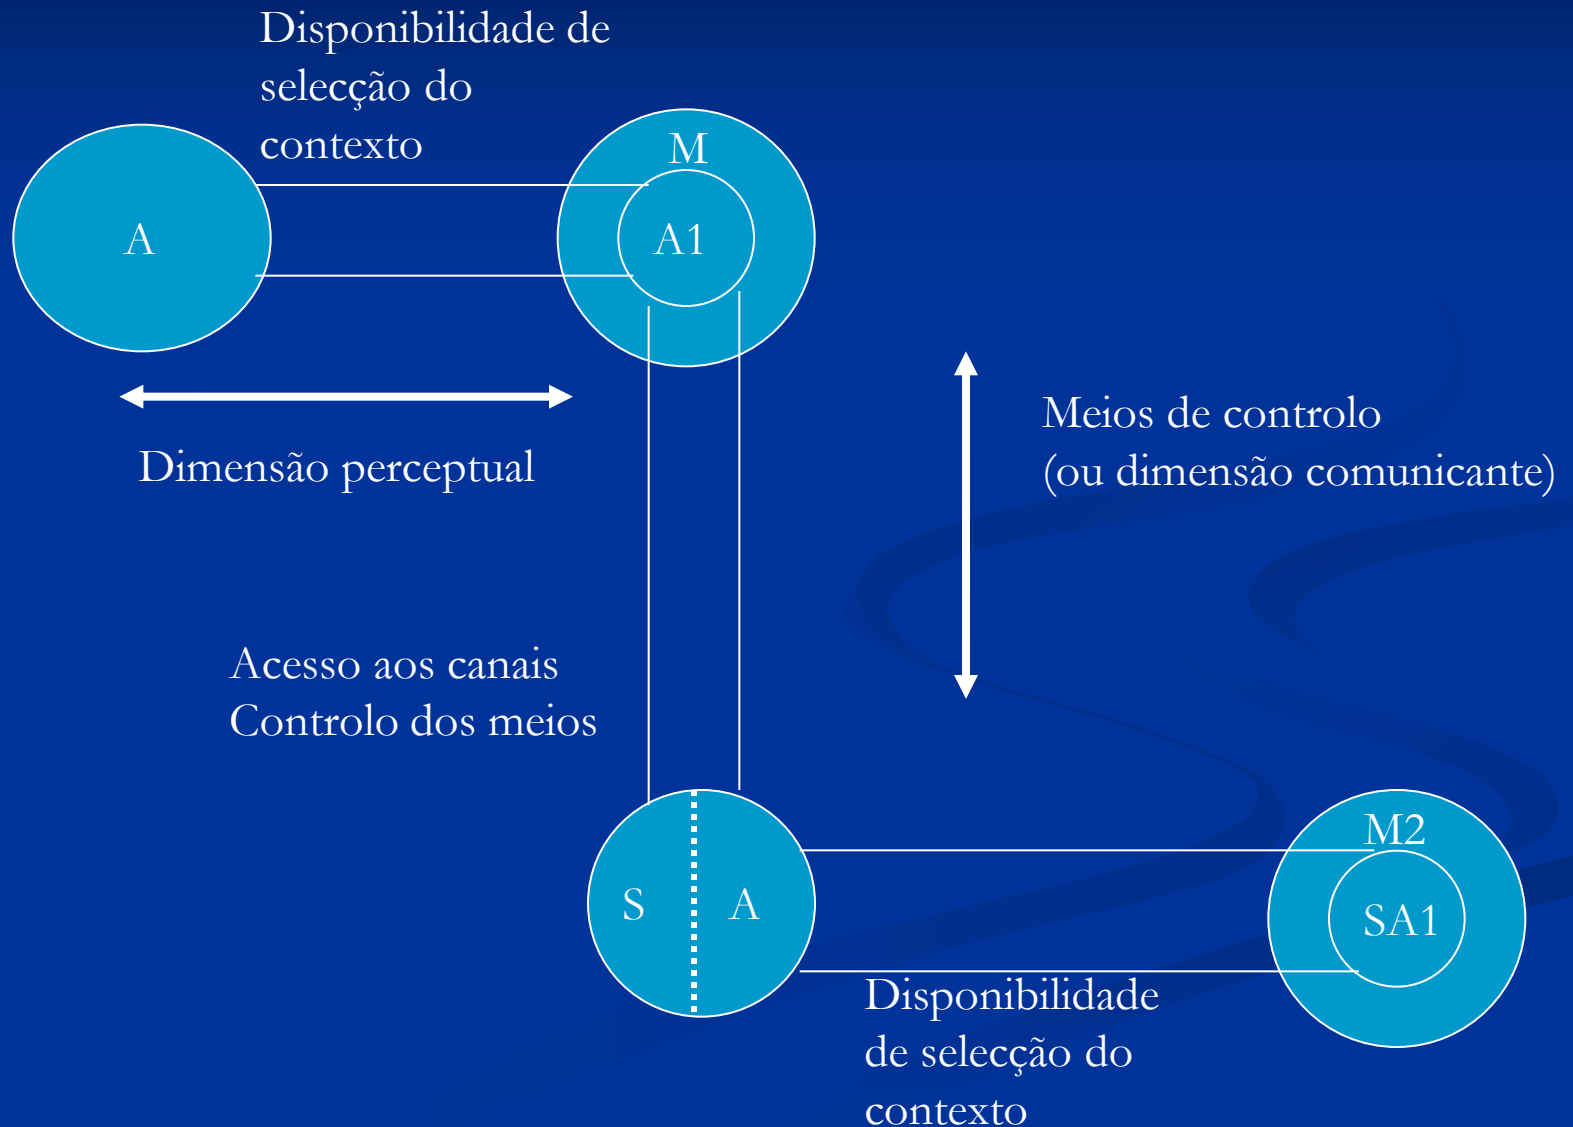 Disponibilidade de
selecção do
contexto
M
A
A1
Dimensão perceptual
Meios de controlo
(ou dimensão comunicante)
Acesso aos canais
Controlo dos meios
M2
S
A
SA1
Disponibilidade
de selecção do
contexto